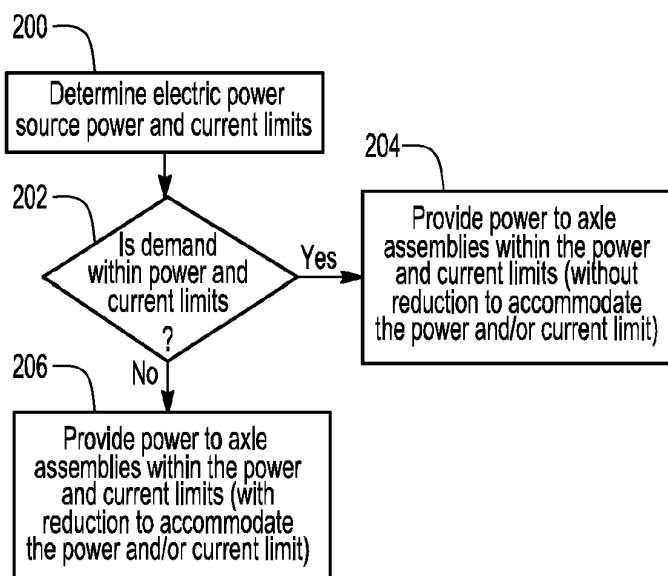 200
Determine electric power
source power and current limits
202
Is demand
within power and
current limits
?
Yes
204
Provide power to axle
assemblies within the power
and current limits (without
reduction to accommodate
the power and/or current limit)
No
206
Provide power to axle
assemblies within the power
and current limits (with
reduction to accommodate
the power and/or current limit)